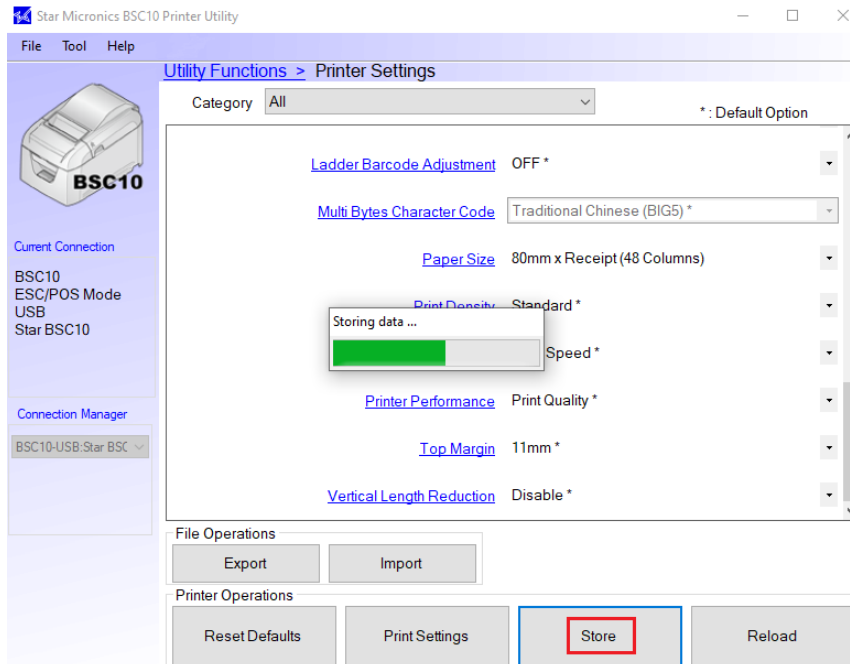 Star Micronics BSC10 Printer Utility
File Tool Help
Utility Functions > Printer Settings
Category All
* : Default Option
BSC10
Current Connection
BSC10
ESC/POS Mode
USB
Star BSC10
Connection Manager
BSC10-USB:Star BSC
Ladder Barcode Adjustment OFF *
Multi Bytes Character Code Traditional Chinese (BIG5) *
Paper Size 80mm x Receipt (48 Columns)
Print Density Standard *
Storing data ...
Speed *
Printer Performance Print Quality *
Top Margin 11mm *
Vertical Length Reduction Disable *
File Operations
Export Import
Printer Operations
Reset Defaults Print Settings Store Reload